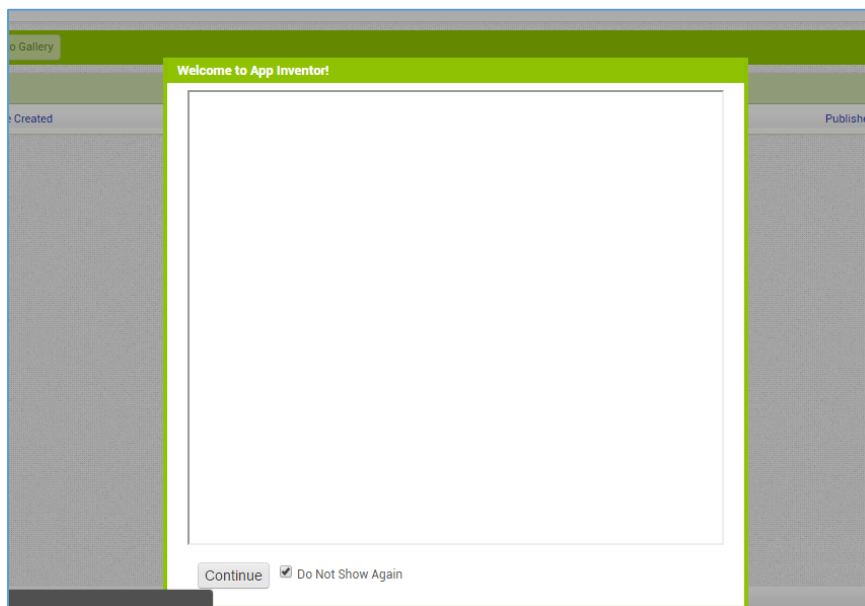 o Gallery
Welcome to App Inventor!
Created
Publishe
Continue
Do Not Show Again